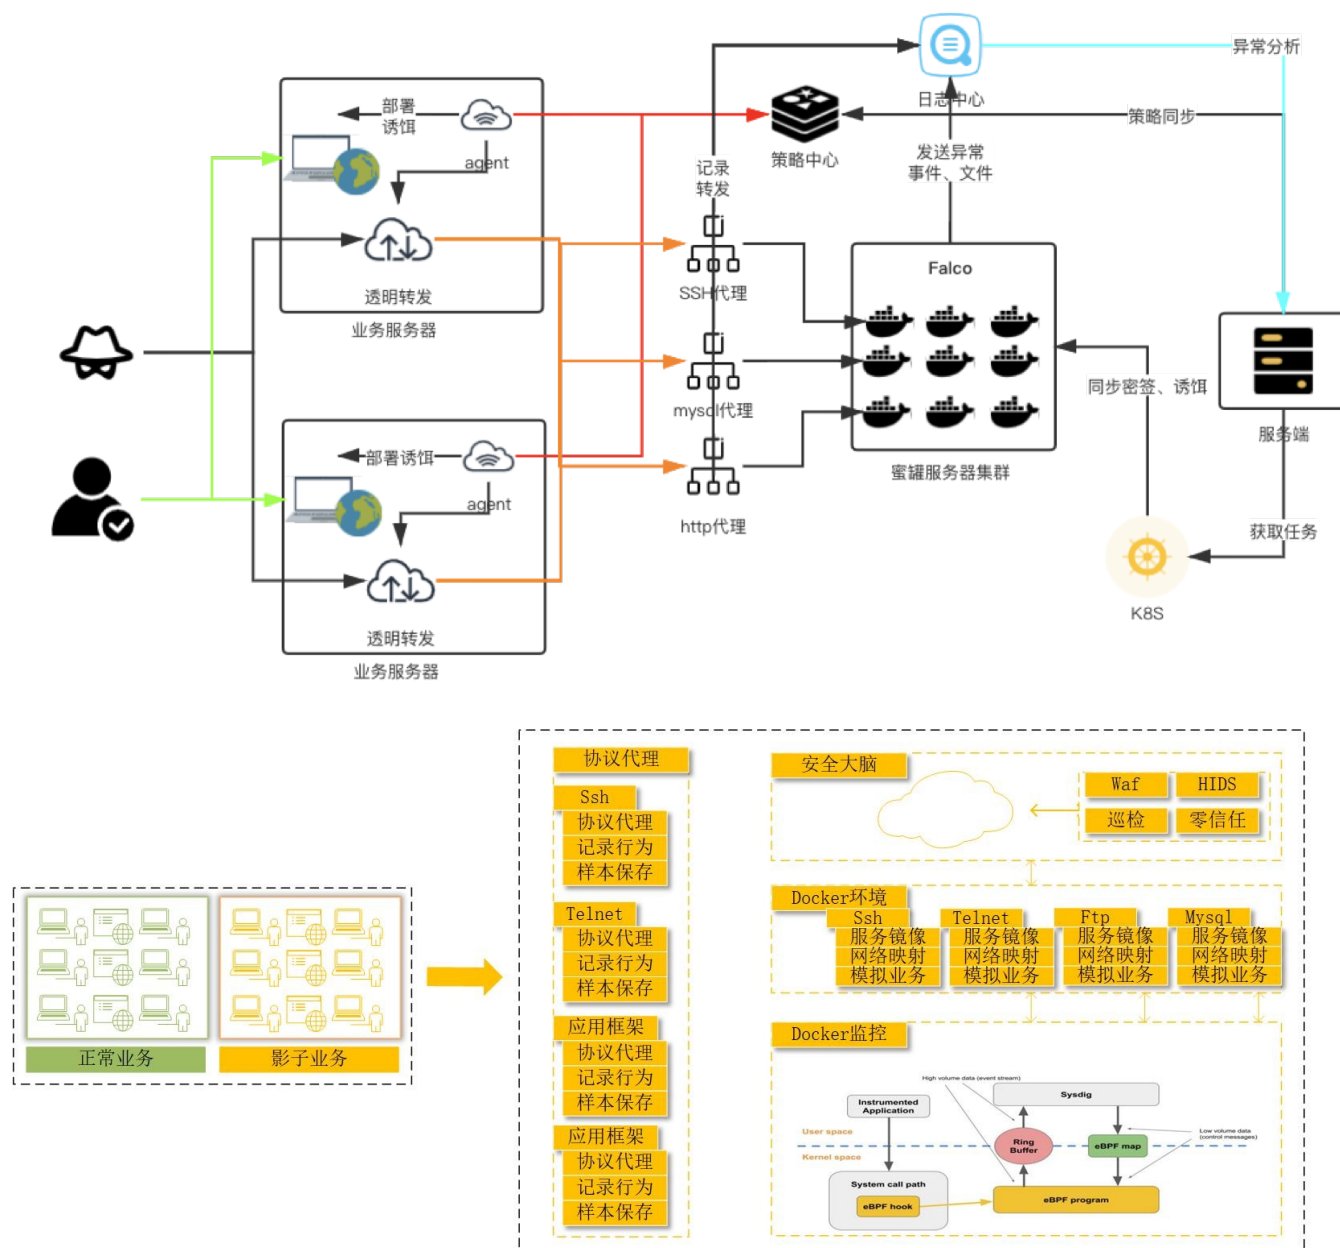 异常分析
日志中心
部署
诱饵
策略同步
agent
策略中心
发送异常
事件、文件
记录
转发
Falco
SSH代理
透明转发
业务服务器
同步密签、诱饵
mysql代理
服务端
部署诱饵
蜜罐服务器集群
agent
http代理
获取任务
K8S
透明转发
业务服务器
协议代理
Ssh
协议代理
记录行为
样本保存
Telnet
协议代理
记录行为
样本保存
应用框架
协议代理
记录行为
样本保存
应用框架
协议代理
记录行为
样本保存
正常业务
影子业务
安全大脑
Waf
HIDS
巡检
零信任
Docker环境
Ssh
服务镜像
网络映射
模拟业务
Telnet
服务镜像
网络映射
模拟业务
Ftp
服务镜像
网络映射
模拟业务
Mysql
服务镜像
网络映射
模拟业务
Docker监控
High volume data (event stream)
Instrumented
Application
Sysdig
User space
Kernel space
Ring
Buffer
eBPF map
Low volume data
(control messages)
System call path
eBPF hook
eBPF program